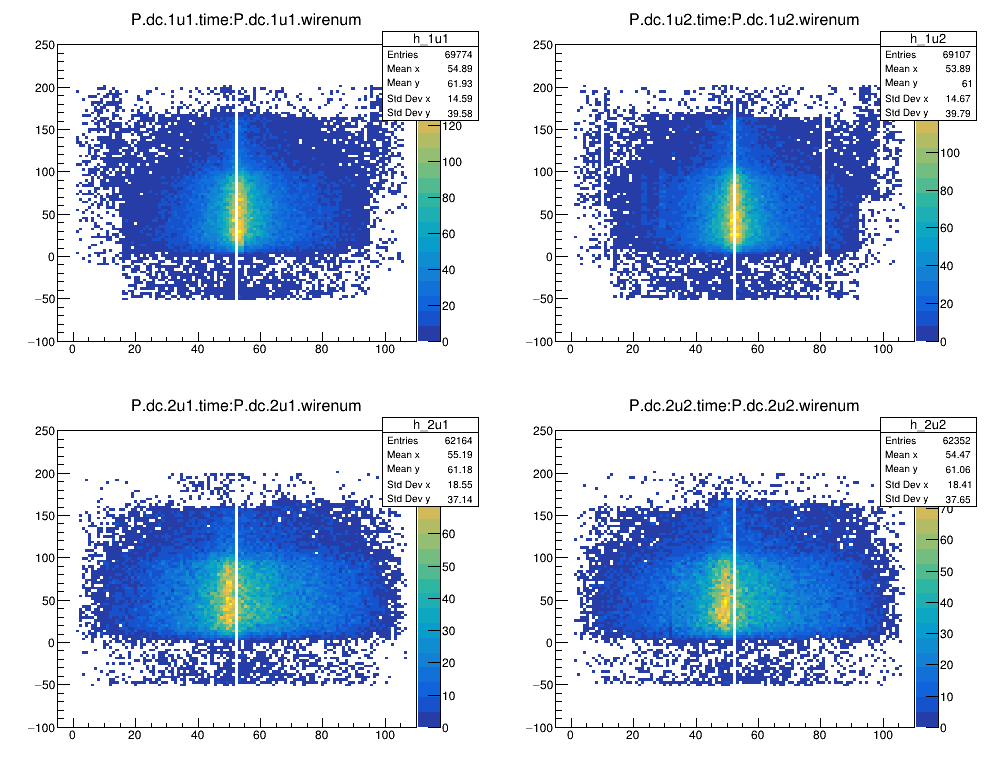 P.dc.1u1.time:P.dc.1u1.wirenum
h_1u1
Entries 69774
Mean x 54.89
Mean y 61.93
Std Dev x 14.59
Std Dev y 39.58
250
200
150
100
50
0
−50
−100
0 20 40 60 80 100
120
100
80
60
40
20
0
P.dc.1u2.time:P.dc.1u2.wirenum
h_1u2
Entries 69107
Mean x 53.89
Mean y 61
Std Dev x 14.67
Std Dev y 39.79
250
200
150
100
50
0
−50
−100
0 20 40 60 80 100
100
80
60
40
20
0
P.dc.2u1.time:P.dc.2u1.wirenum
h_2u1
Entries 62164
Mean x 55.19
Mean y 61.18
Std Dev x 18.55
Std Dev y 37.14
250
200
150
100
50
0
−50
−100
0 20 40 60 80 100
60
50
40
30
20
10
0
P.dc.2u2.time:P.dc.2u2.wirenum
h_2u2
Entries 62352
Mean x 54.47
Mean y 61.06
Std Dev x 18.41
Std Dev y 37.65
250
200
150
100
50
0
−50
−100
0 20 40 60 80 100
70
60
50
40
30
20
10
0